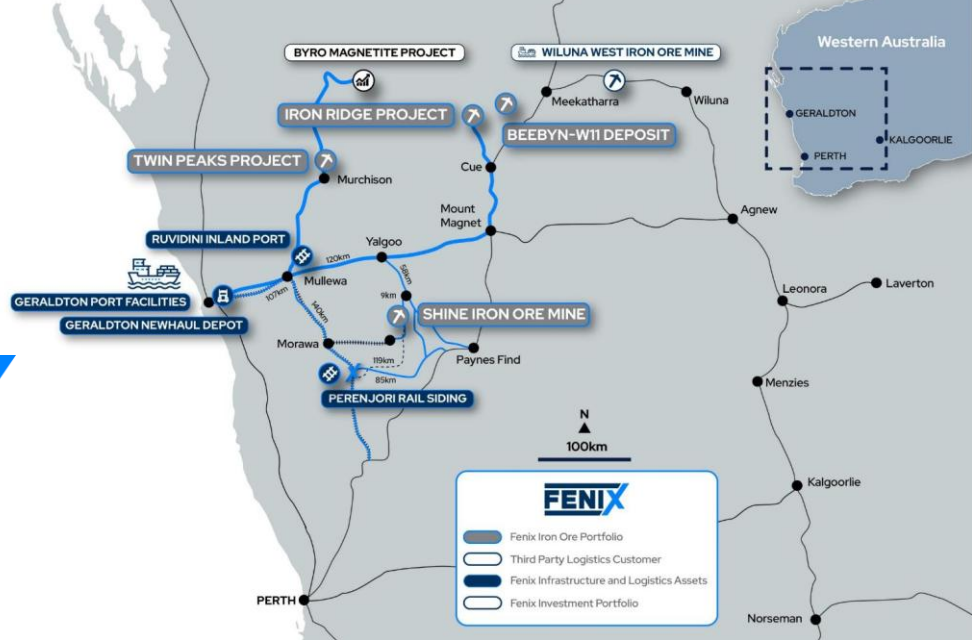 Western Australia
GERALDTON
KALGOORLIE
PERTH
BYRO MAGNETITE PROJECT
WILUNA WEST IRON ORE MINE
Meekatharra
Wiluna
IRON RIDGE PROJECT
BEEBYN-W11 DEPOSIT
TWIN PEAKS PROJECT
Murchison
Cue
Mount
Magnet
Agnew
RUVIDINI INLAND PORT
Yalgoo
120km
58km
Mullewa
107km
9km
140km
GERALDTON PORT FACILITIES
GERALDTON NEWHAUL DEPOT
SHINE IRON ORE MINE
Leonora
Laverton
Morawa
119km
85km
Paynes Find
PERENJORI RAIL SIDING
Menzies
N
100km
Kalgoorlie
FENIX
Fenix Iron Ore Portfolio
Third Party Logistics Customer
Fenix Infrastructure and Logistics Assets
Fenix Investment Portfolio
PERTH
Norseman